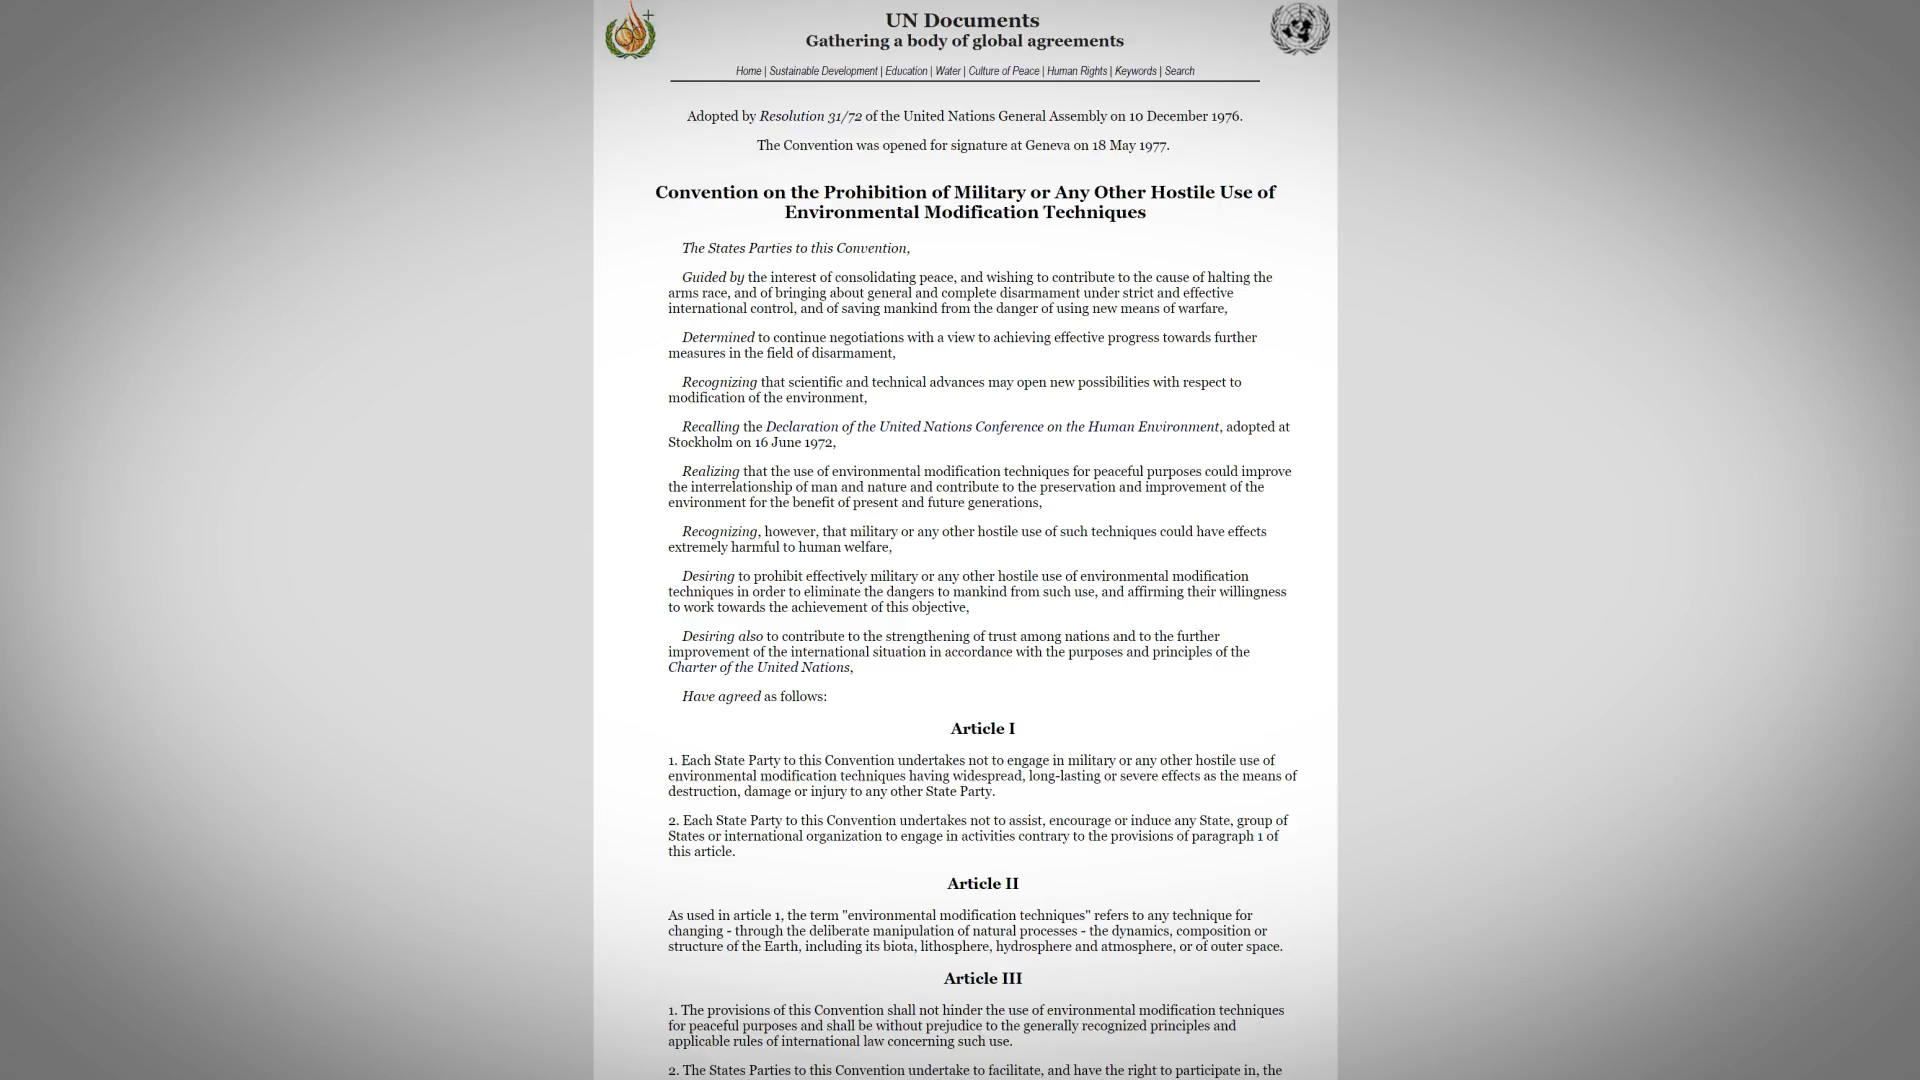 UN Documents
Gathering a body of global agreements
Home | Sustainable Development | Education | Water | Culture of Peace | Human Rights | Keywords | Search
Adopted by Resolution 31/72 of the United Nations General Assembly on 10 December 1976.
The Convention was opened for signature at Geneva on 18 May 1977.
Convention on the Prohibition of Military or Any Other Hostile Use of
Environmental Modification Techniques
The States Parties to this Convention,
Guided by the interest of consolidating peace, and wishing to contribute to the cause of halting the
arms race, and of bringing about general and complete disarmament under strict and effective
international control, and of saving mankind from the danger of using new means of warfare,
Determined to continue negotiations with a view to achieving effective progress towards further
measures in the field of disarmament,
Recognizing that scientific and technical advances may open new possibilities with respect to
modification of the environment,
Recalling the Declaration of the United Nations Conference on the Human Environment, adopted at
Stockholm on 16 June 1972,
Realizing that the use of environmental modification techniques for peaceful purposes could improve
the interrelationship of man and nature and contribute to the preservation and improvement of the
environment for the benefit of present and future generations,
Recognizing, however, that military or any other hostile use of such techniques could have effects
extremely harmful to human welfare,
Desiring to prohibit effectively military or any other hostile use of environmental modification
techniques in order to eliminate the dangers to mankind from such use, and affirming their willingness
to work towards the achievement of this objective,
Desiring also to contribute to the strengthening of trust among nations and to the further
improvement of the international situation in accordance with the purposes and principles of the
Charter of the United Nations,
Have agreed as follows:
Article I
1. Each State Party to this Convention undertakes not to engage in military or any other hostile use of
environmental modification techniques having widespread, long-lasting or severe effects as the means of
destruction, damage or injury to any other State Party.
2. Each State Party to this Convention undertakes not to assist, encourage or induce any State, group of
States or international organization to engage in activities contrary to the provisions of paragraph 1 of
this article.
Article II
As used in article 1, the term "environmental modification techniques" refers to any technique for
changing - through the deliberate manipulation of natural processes - the dynamics, composition or
structure of the Earth, including its biota, lithosphere, hydrosphere and atmosphere, or of outer space.
Article III
1. The provisions of this Convention shall not hinder the use of environmental modification techniques
for peaceful purposes and shall be without prejudice to the generally recognized principles and
applicable rules of international law concerning such use.
2. The States Parties to this Convention undertake to facilitate, and have the right to participate in, the